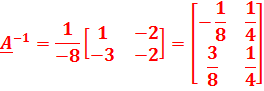 A⁻¹ = 1/-8 [1 -2; -3 -2] = [-1/8 1/4; 3/8 1/4]